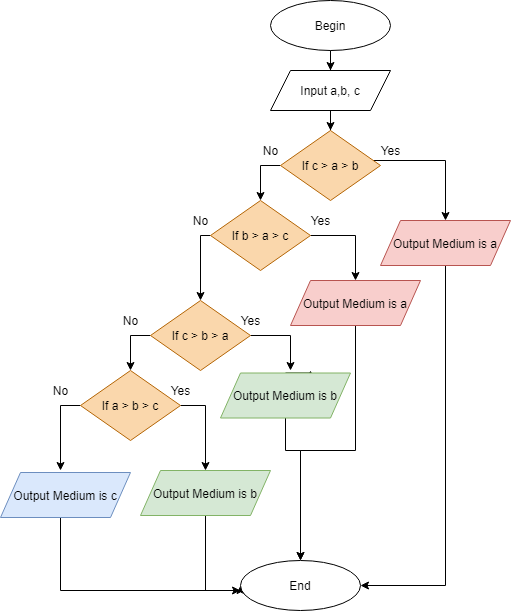 Begin
Input a,b, c
No
Yes
If c > a > b
No
Yes
If b > a > c
Output Medium is a
Output Medium is a
No
Yes
If c > b > a
No
Yes
If a > b > c
Output Medium is b
Output Medium is c
Output Medium is b
End